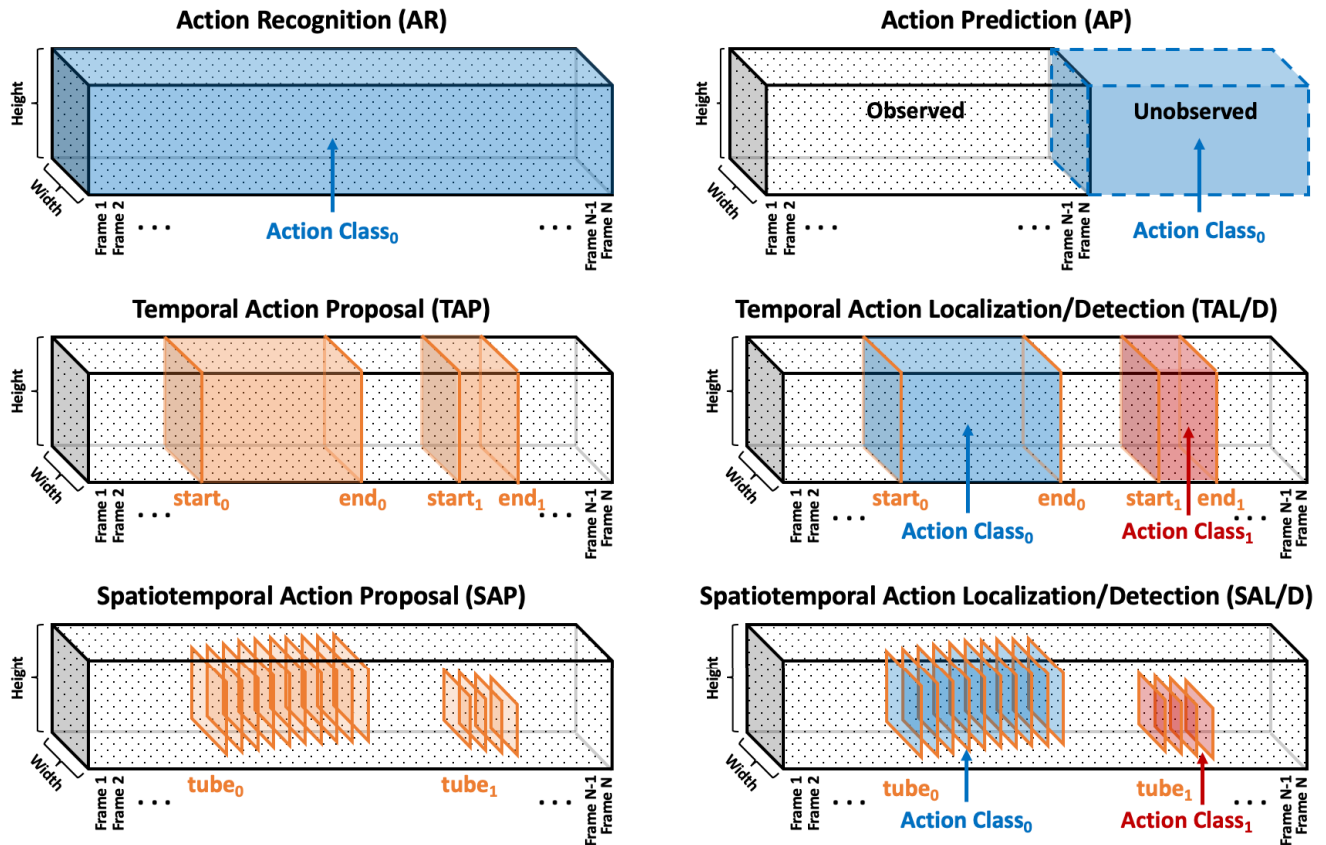 Action Recognition (AR)
Height
Width
Frame 1
Frame 2
...
Action Class₀
...
Frame N-1
Frame N
Action Prediction (AP)
Observed
Unobserved
Height
Width
Frame 1
Frame 2
...
...
Frame N-1
Frame N
Action Class₀
Temporal Action Proposal (TAP)
Height
Width
Frame 1
Frame 2
...
start₀
end₀
start₁
end₁
...
Frame N-1
Frame N
Temporal Action Localization/Detection (TAL/D)
Height
Width
Frame 1
Frame 2
...
start₀
end₀
start₁
end₁
Action Class₀
Action Class₁
...
Frame N-1
Frame N
Spatiotemporal Action Proposal (SAP)
Height
Width
Frame 1
Frame 2
...
tube₀
tube₁
...
Frame N-1
Frame N
Spatiotemporal Action Localization/Detection (SAL/D)
Height
Width
Frame 1
Frame 2
...
tube₀
tube₁
Action Class₀
Action Class₁
...
Frame N-1
Frame N